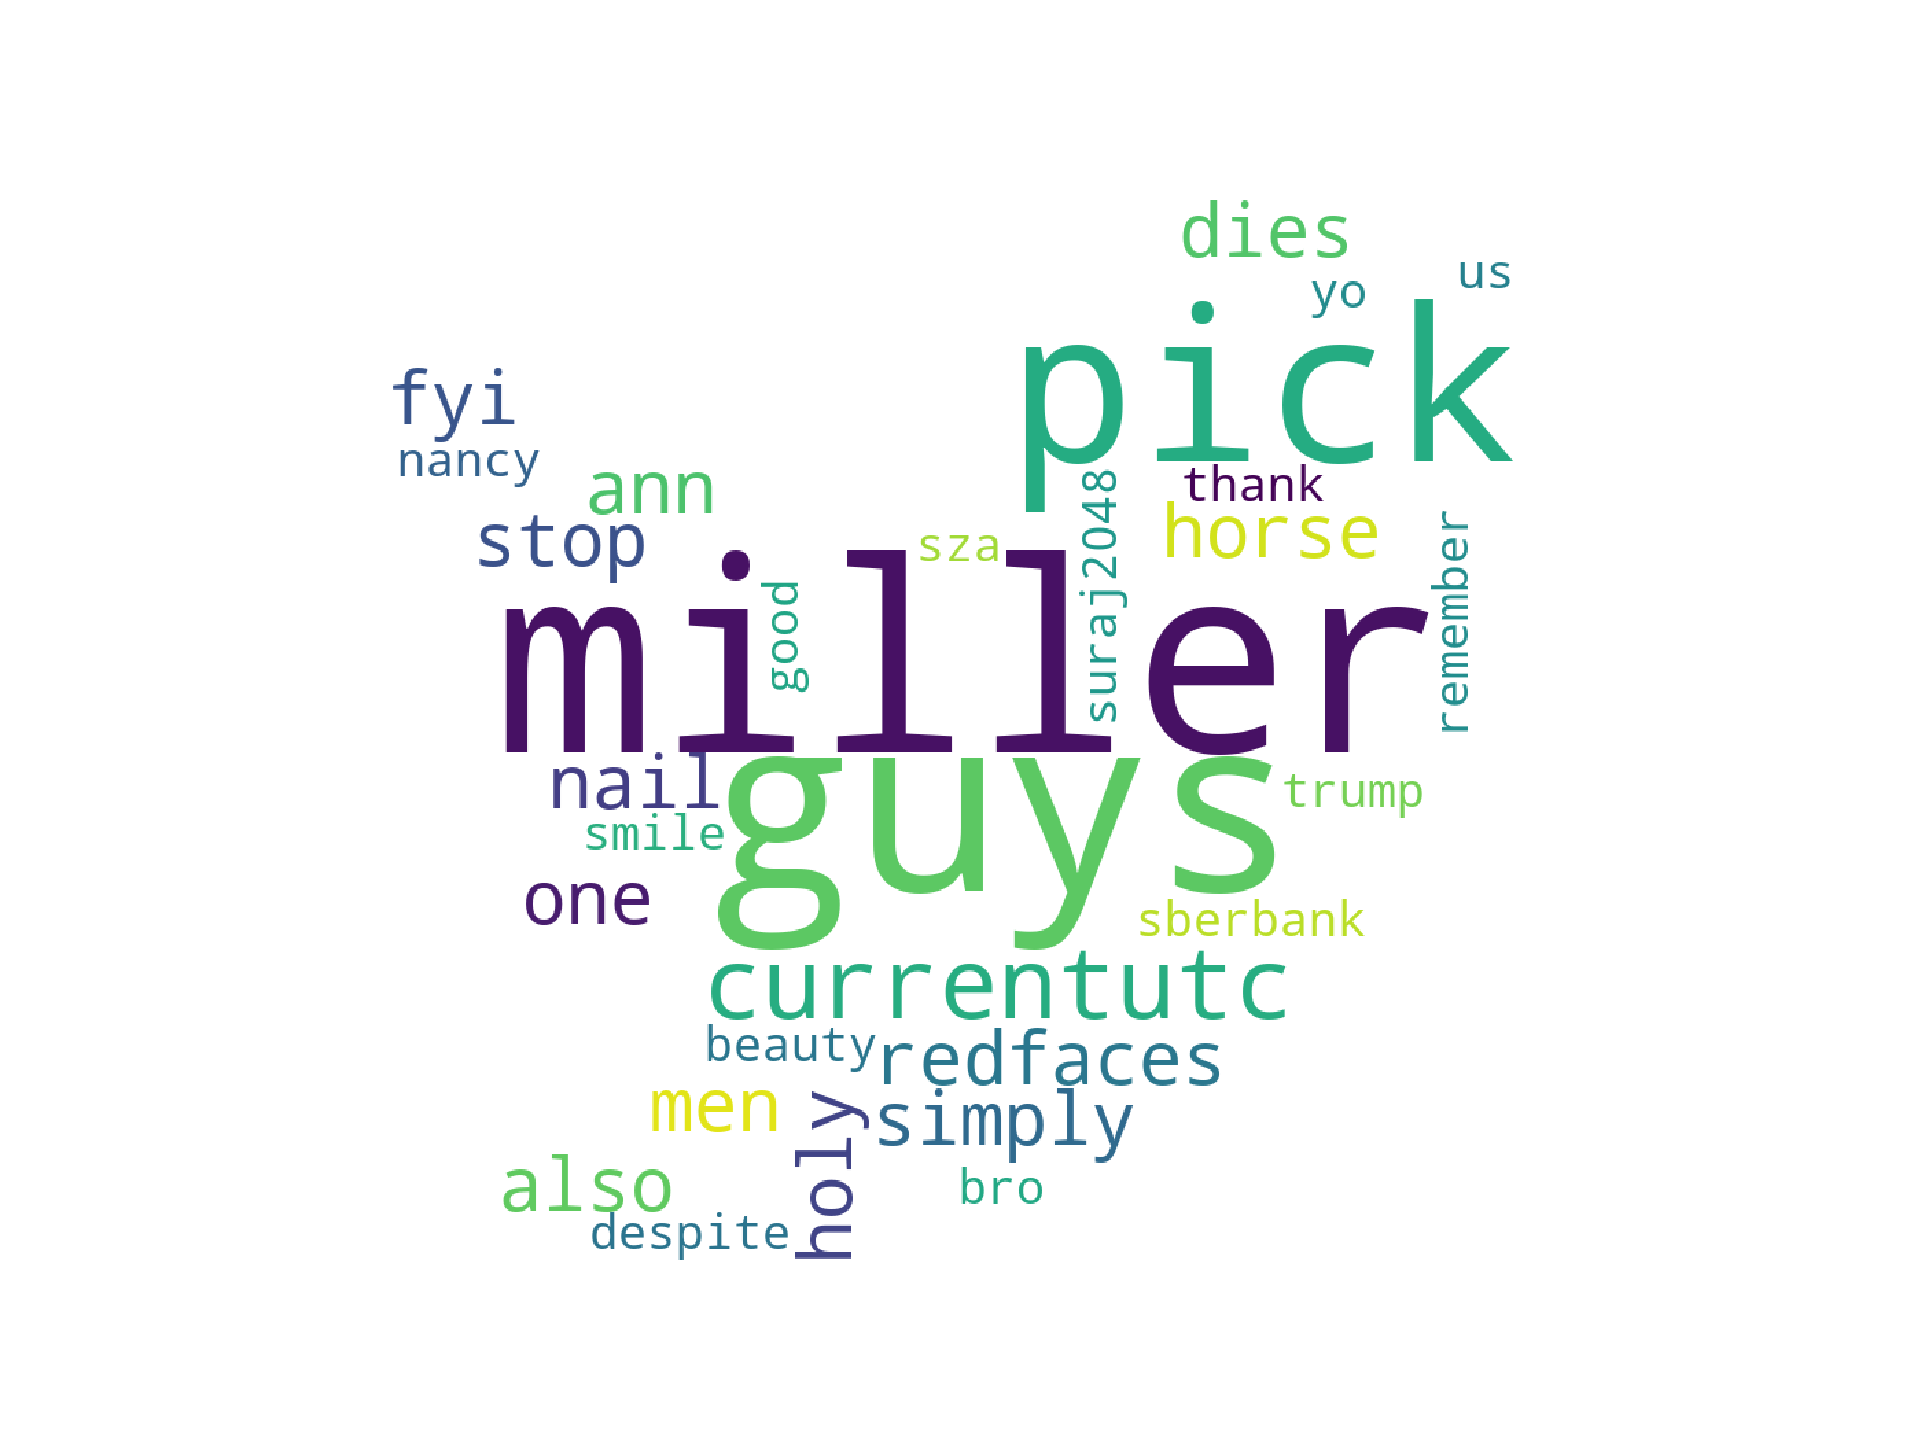 dies
us
yo
pick
fyi
nancy
thank
ann
suraj2048
horse
stop
sza
remember
miller
good
nail
guys
trump
smile
one
sberbank
currentutc
beauty
redfaces
men
simply
holy
also
bro
despite